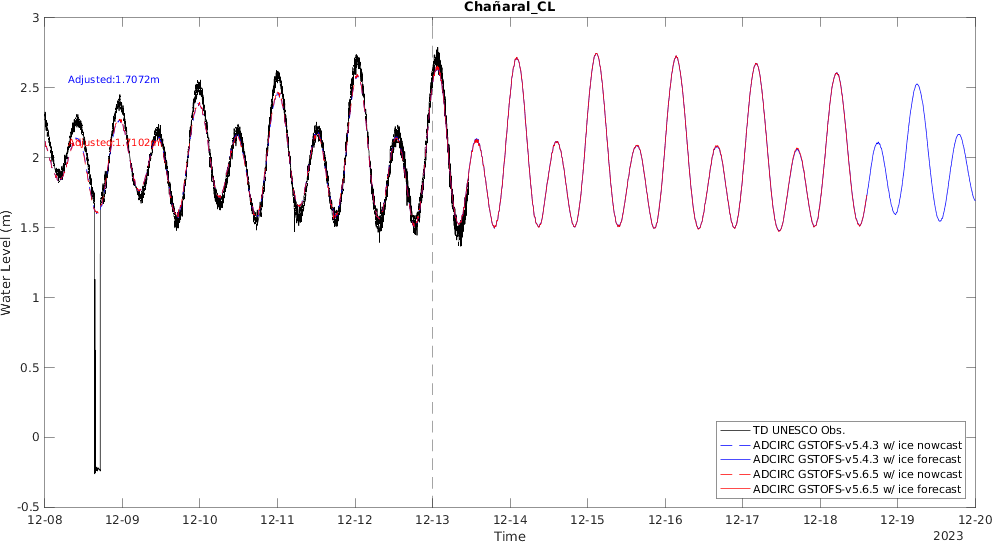 Chañaral_CL
3
2.5
2
1.5
1
0.5
0
-0.5
Water Level (m)
Adjusted:1.7072m
Adjusted:1.7102m
TD UNESCO Obs.
ADCIRC GSTOFS-v5.4.3 w/ ice nowcast
ADCIRC GSTOFS-v5.4.3 w/ ice forecast
ADCIRC GSTOFS-v5.6.5 w/ ice nowcast
ADCIRC GSTOFS-v5.6.5 w/ ice forecast
12-08 12-09 12-10 12-11 12-12 12-13 12-14 12-15 12-16 12-17 12-18 12-19 12-20
Time
2023